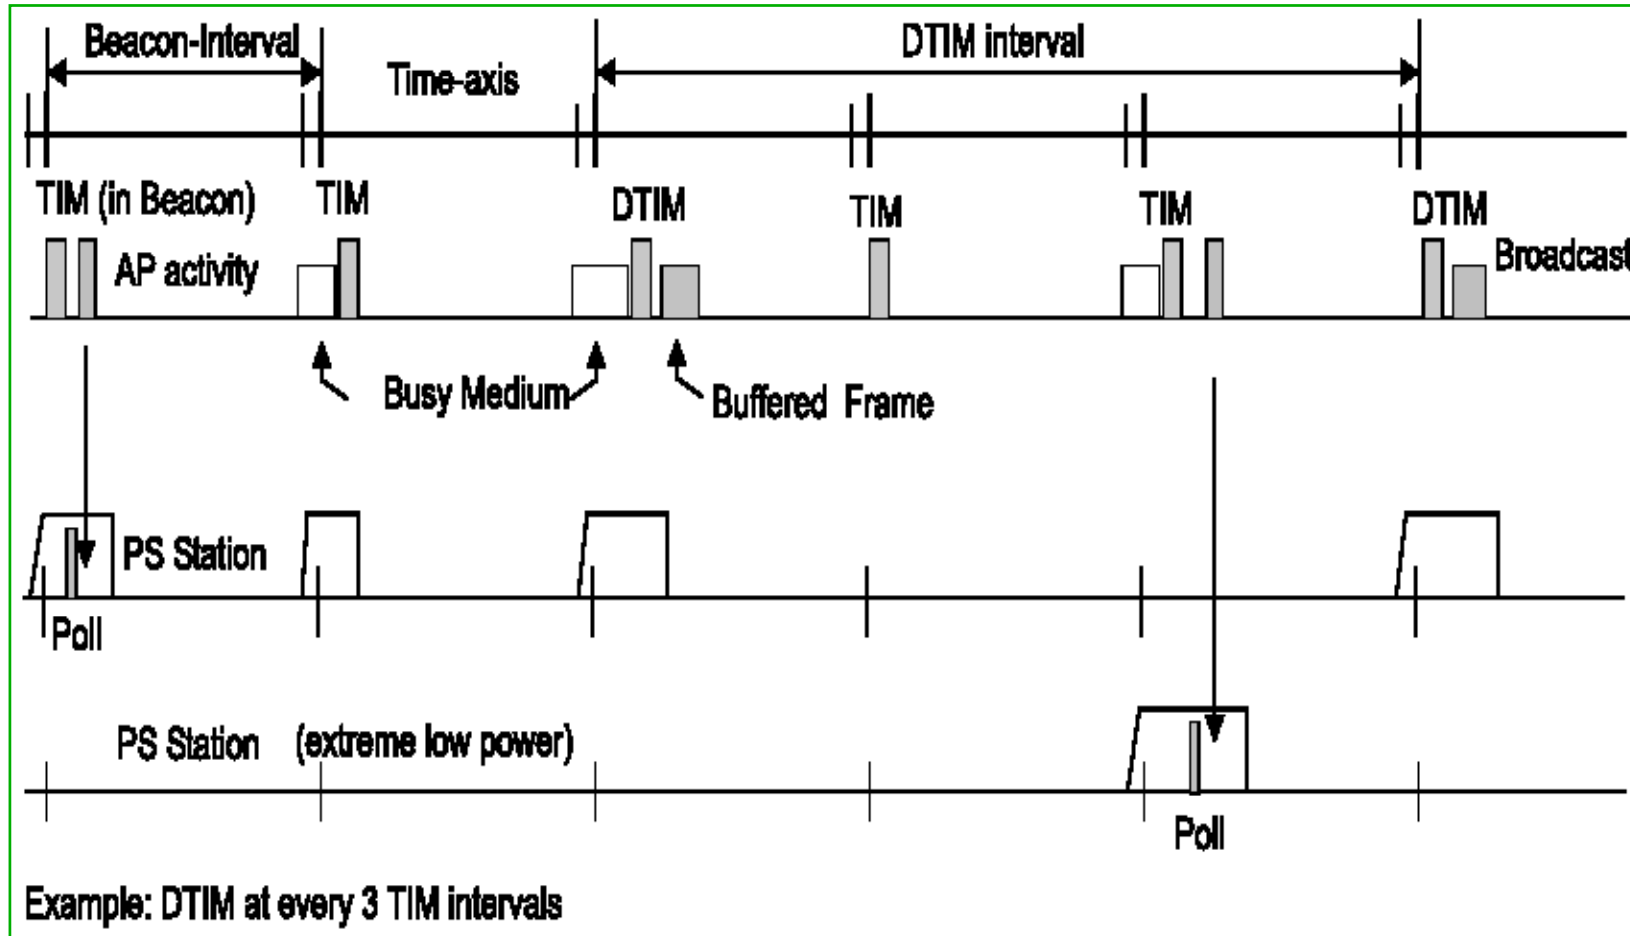 Beacon-Interval
DTIM interval
Time-axis
TIM (in Beacon)
TIM
DTIM
TIM
TIM
DTIM
AP activity
Broadcast
Busy Medium
Buffered Frame
PS Station
Poll
PS Station (extreme low power)
Poll
Example: DTIM at every 3 TIM intervals